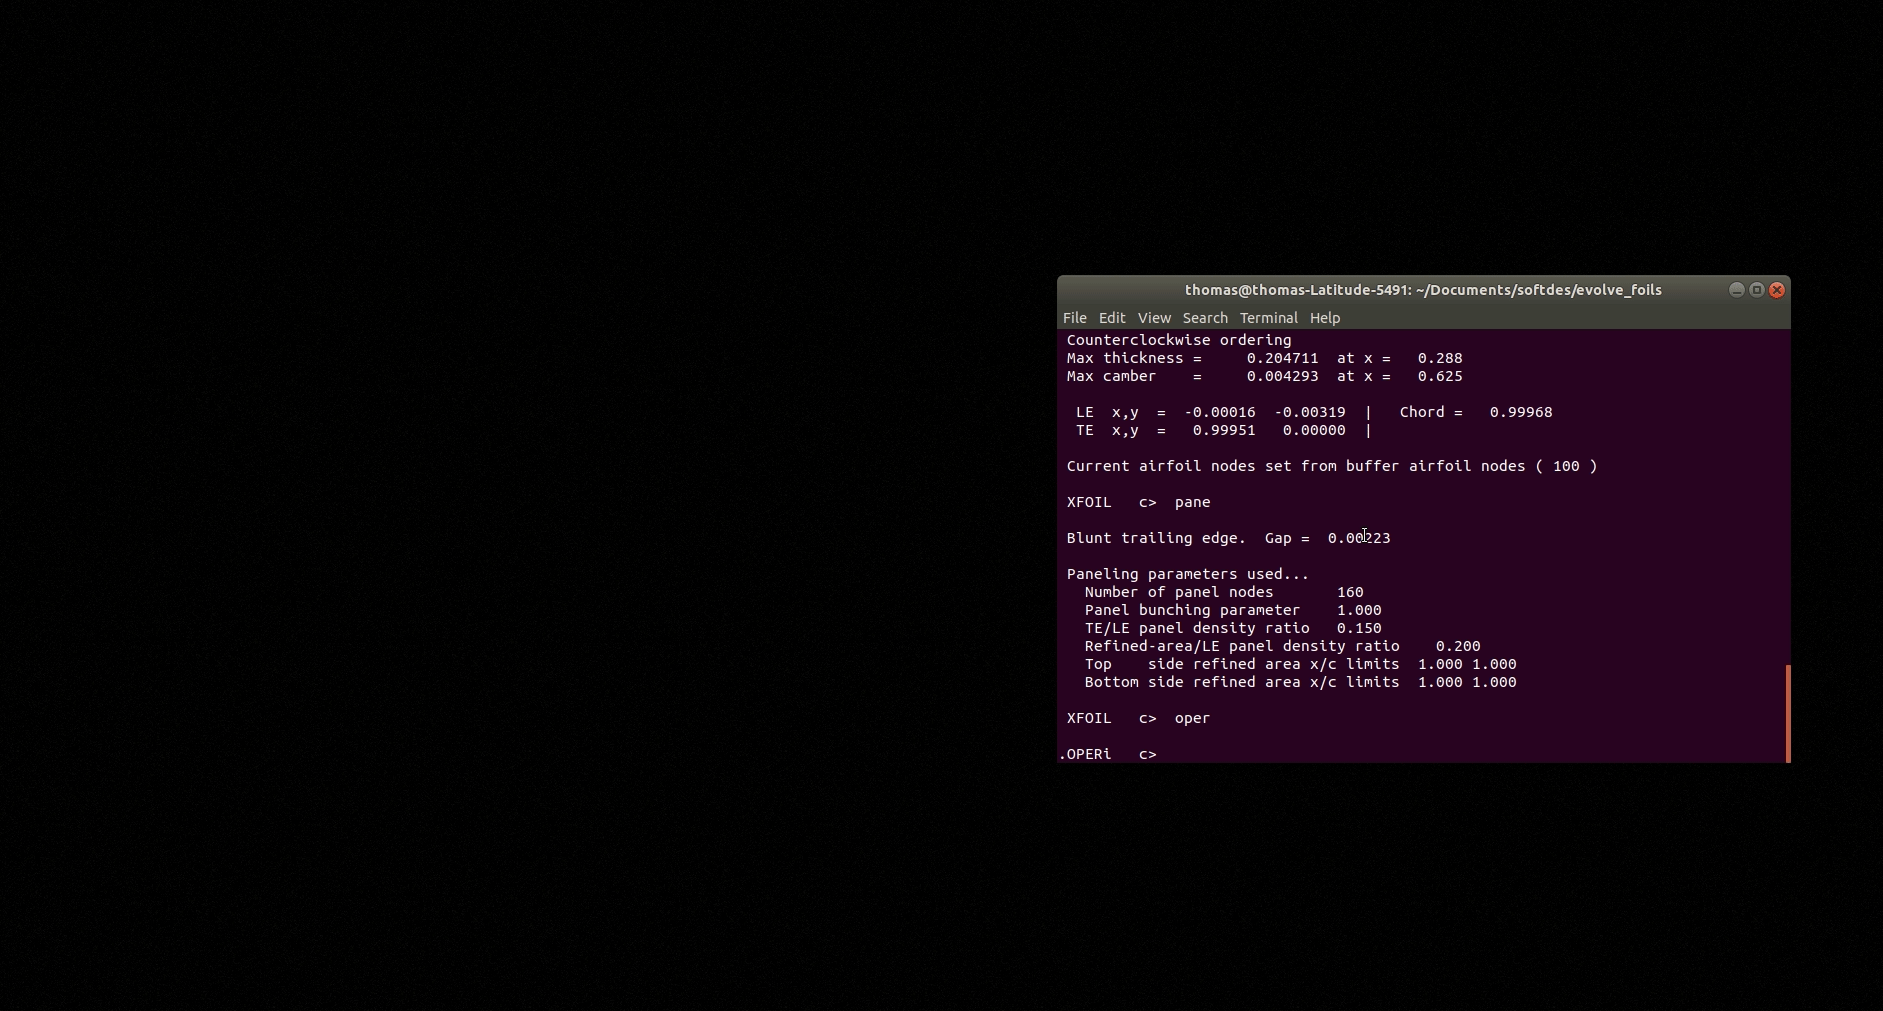 thomas@thomas-Latitude-5491: ~/Documents/softdes/evolve_foils
File Edit View Search Terminal Help
Counterclockwise ordering
Max thickness = 0.204711 at x = 0.288
Max camber = 0.004293 at x = 0.625
LE x,y = -0.00016 -0.00319 | Chord = 0.99968
TE x,y = 0.99951 0.00000 |
Current airfoil nodes set from buffer airfoil nodes ( 100 )
XFOIL c> pane
Blunt trailing edge. Gap = 0.00223
Paneling parameters used...
Number of panel nodes 160
Panel bunching parameter 1.000
TE/LE panel density ratio 0.150
Refined-area/LE panel density ratio 0.200
Top side refined area x/c limits 1.000 1.000
Bottom side refined area x/c limits 1.000 1.000
XFOIL c> oper
.OPERi c>